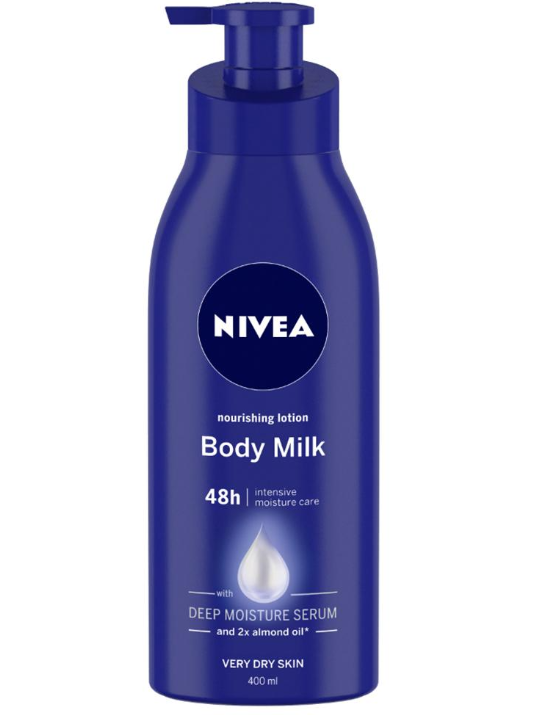 NIVEA
nourishing lotion
Body Milk
48h | intensive
moisture care
with
DEEP MOISTURE SERUM
and 2x almond oil*
VERY DRY SKIN
400 ml